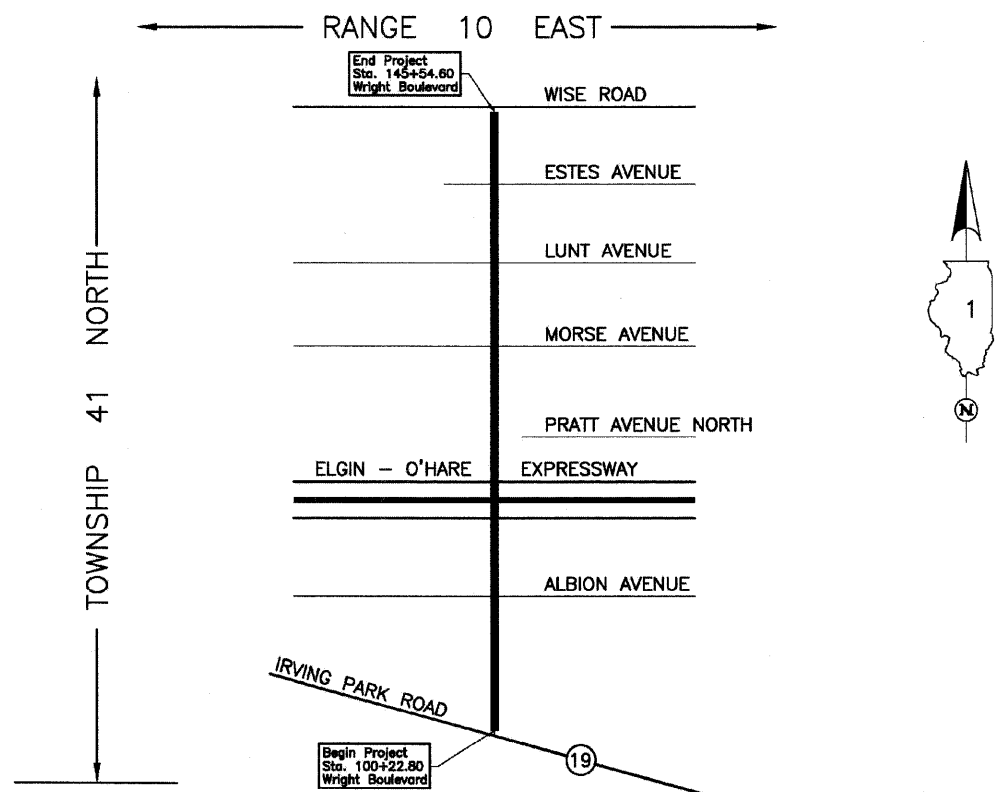 RANGE 10 EAST
End Project
Sta. 145+54.60
Wright Boulevard
WISE ROAD
ESTES AVENUE
LUNT AVENUE
MORSE AVENUE
PRATT AVENUE NORTH
ELGIN – O'HARE EXPRESSWAY
ALBION AVENUE
IRVING PARK ROAD
Begin Project
Sta. 100+22.80
Wright Boulevard
19
TOWNSHIP 41 NORTH
1
N